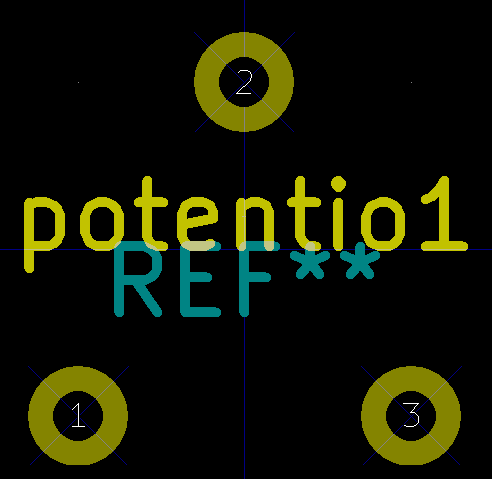 2
potentio1
REF**
1 3